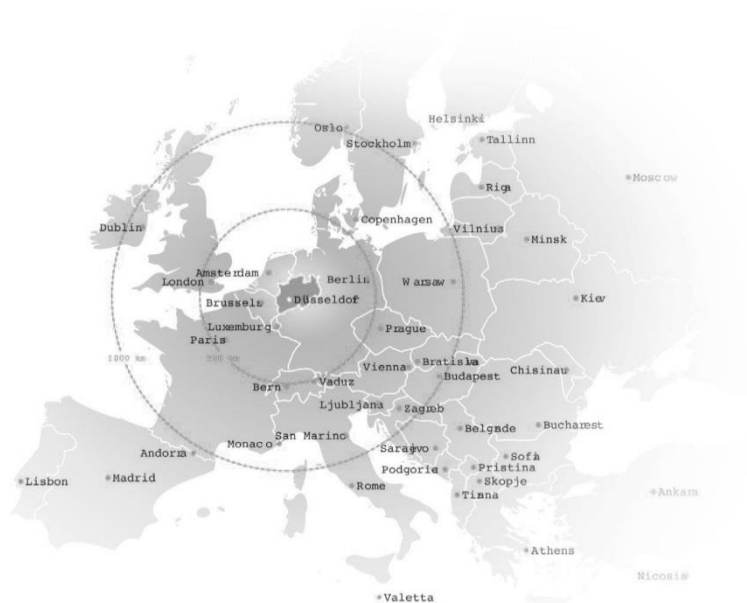 Helsinki
Oslo
Stockholm
Tallinn
Moscow
Riga
Copenhagen
Dublin
Vilnius
Minsk
Amsterdam
London
Berlin
Warsaw
Kiev
Brussels
Düsseldorf
Luxemburg
Prague
Paris
1000 km
Bratislava
Vienna
Budapest
Chisinau
Bern
Vaduz
Ljubljana
Zagreb
Belgrade
Bucharest
San Marino
Monaco
Sarajevo
Andorra
Sofia
Podgorica
Pristina
Lisbon
Madrid
Skopje
Rome
Tirana
Ankara
Athens
Nicosia
Valetta